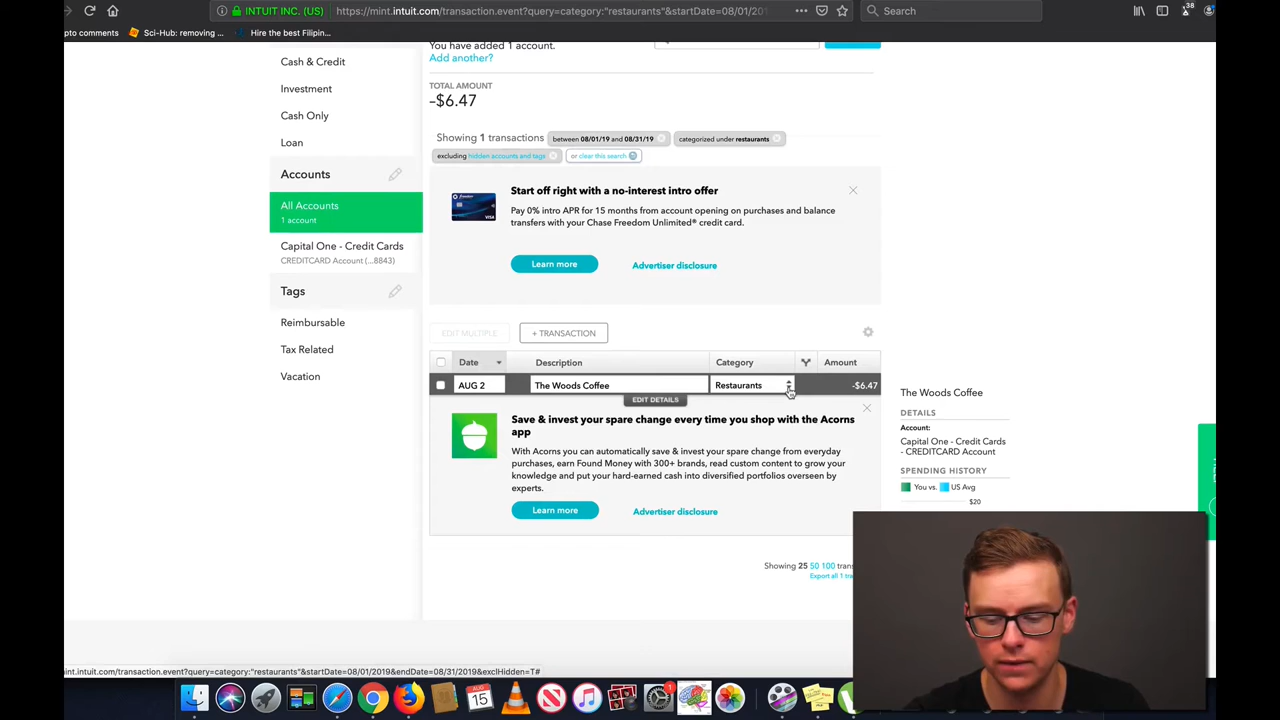 INTUIT INC. (US)
https://mint.intuit.com/transaction.event?query=category:"restaurants"&startDate=08/01/2019
Search
38
pto comments
Sci-Hub: removing ...
Hire the best Filipin...
Cash & Credit
Investment
Cash Only
Loan
Accounts
All Accounts
1 account
Capital One - Credit Cards
CREDITCARD Account (...8843)
Tags
Reimbursable
Tax Related
Vacation
You have added 1 account.
Add another?
TOTAL AMOUNT
–$6.47
Showing 1 transactions
between 08/01/19 and 08/31/19
categorized under restaurants
excluding hidden accounts and tags
or clear this search
Start off right with a no-interest intro offer
Pay 0% intro APR for 15 months from account opening on purchases and balance
transfers with your Chase Freedom Unlimited® credit card.
Learn more
Advertiser disclosure
EDIT MULTIPLE
+ TRANSACTION
Date
Description
Category
Amount
AUG 2
The Woods Coffee
Restaurants
-$6.47
EDIT DETAILS
Save & invest your spare change every time you shop with the Acorns
app
With Acorns you can automatically save & invest your spare change from everyday
purchases, earn Found Money with 300+ brands, read custom content to grow your
knowledge and put your hard-earned cash into diversified portfolios overseen by
experts.
Learn more
Advertiser disclosure
Showing 25 50 100 trans
Export all 1 tra
The Woods Coffee
DETAILS
Account:
Capital One - Credit Cards
- CREDITCARD Account
SPENDING HISTORY
You vs. US Avg
$20
mint.intuit.com/transaction.event?query=category:"restaurants"&startDate=08/01/2019&endDate=08/31/2019&exclHidden=T#
AUG
15
1